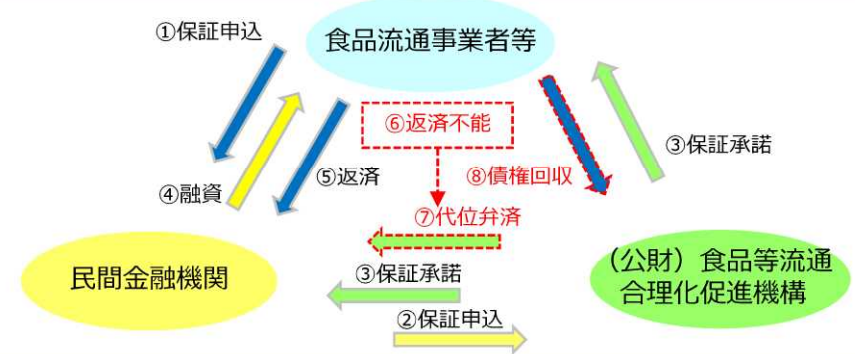 ①保証申込
食品流通事業者等
⑥返済不能
③保証承諾
⑤返済
⑧債権回収
④融資
⑦代位弁済
民間金融機関
③保証承諾
（公財）食品等流通
合理化促進機構
②保証申込